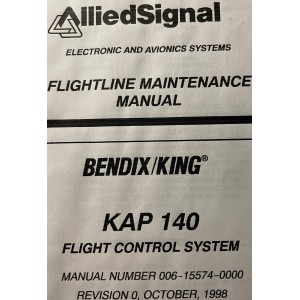 AlliedSignal
ELECTRONIC AND AVIONICS SYSTEMS
FLIGHTLINE MAINTENANCE
MANUAL
BENDIX/KING®
KAP 140
FLIGHT CONTROL SYSTEM
MANUAL NUMBER 006-15574-0000
REVISION 0, OCTOBER, 1998